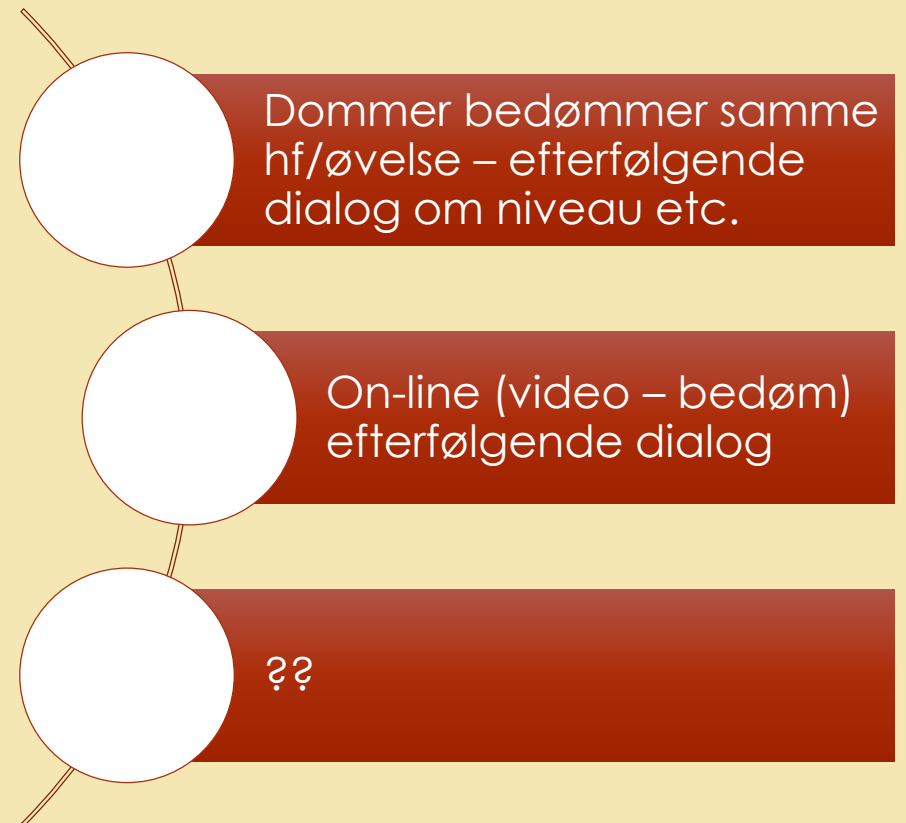 Dommer bedømmer samme
hf/øvelse – efterfølgende
dialog om niveau etc.
On-line (video – bedøm)
efterfølgende dialog
??